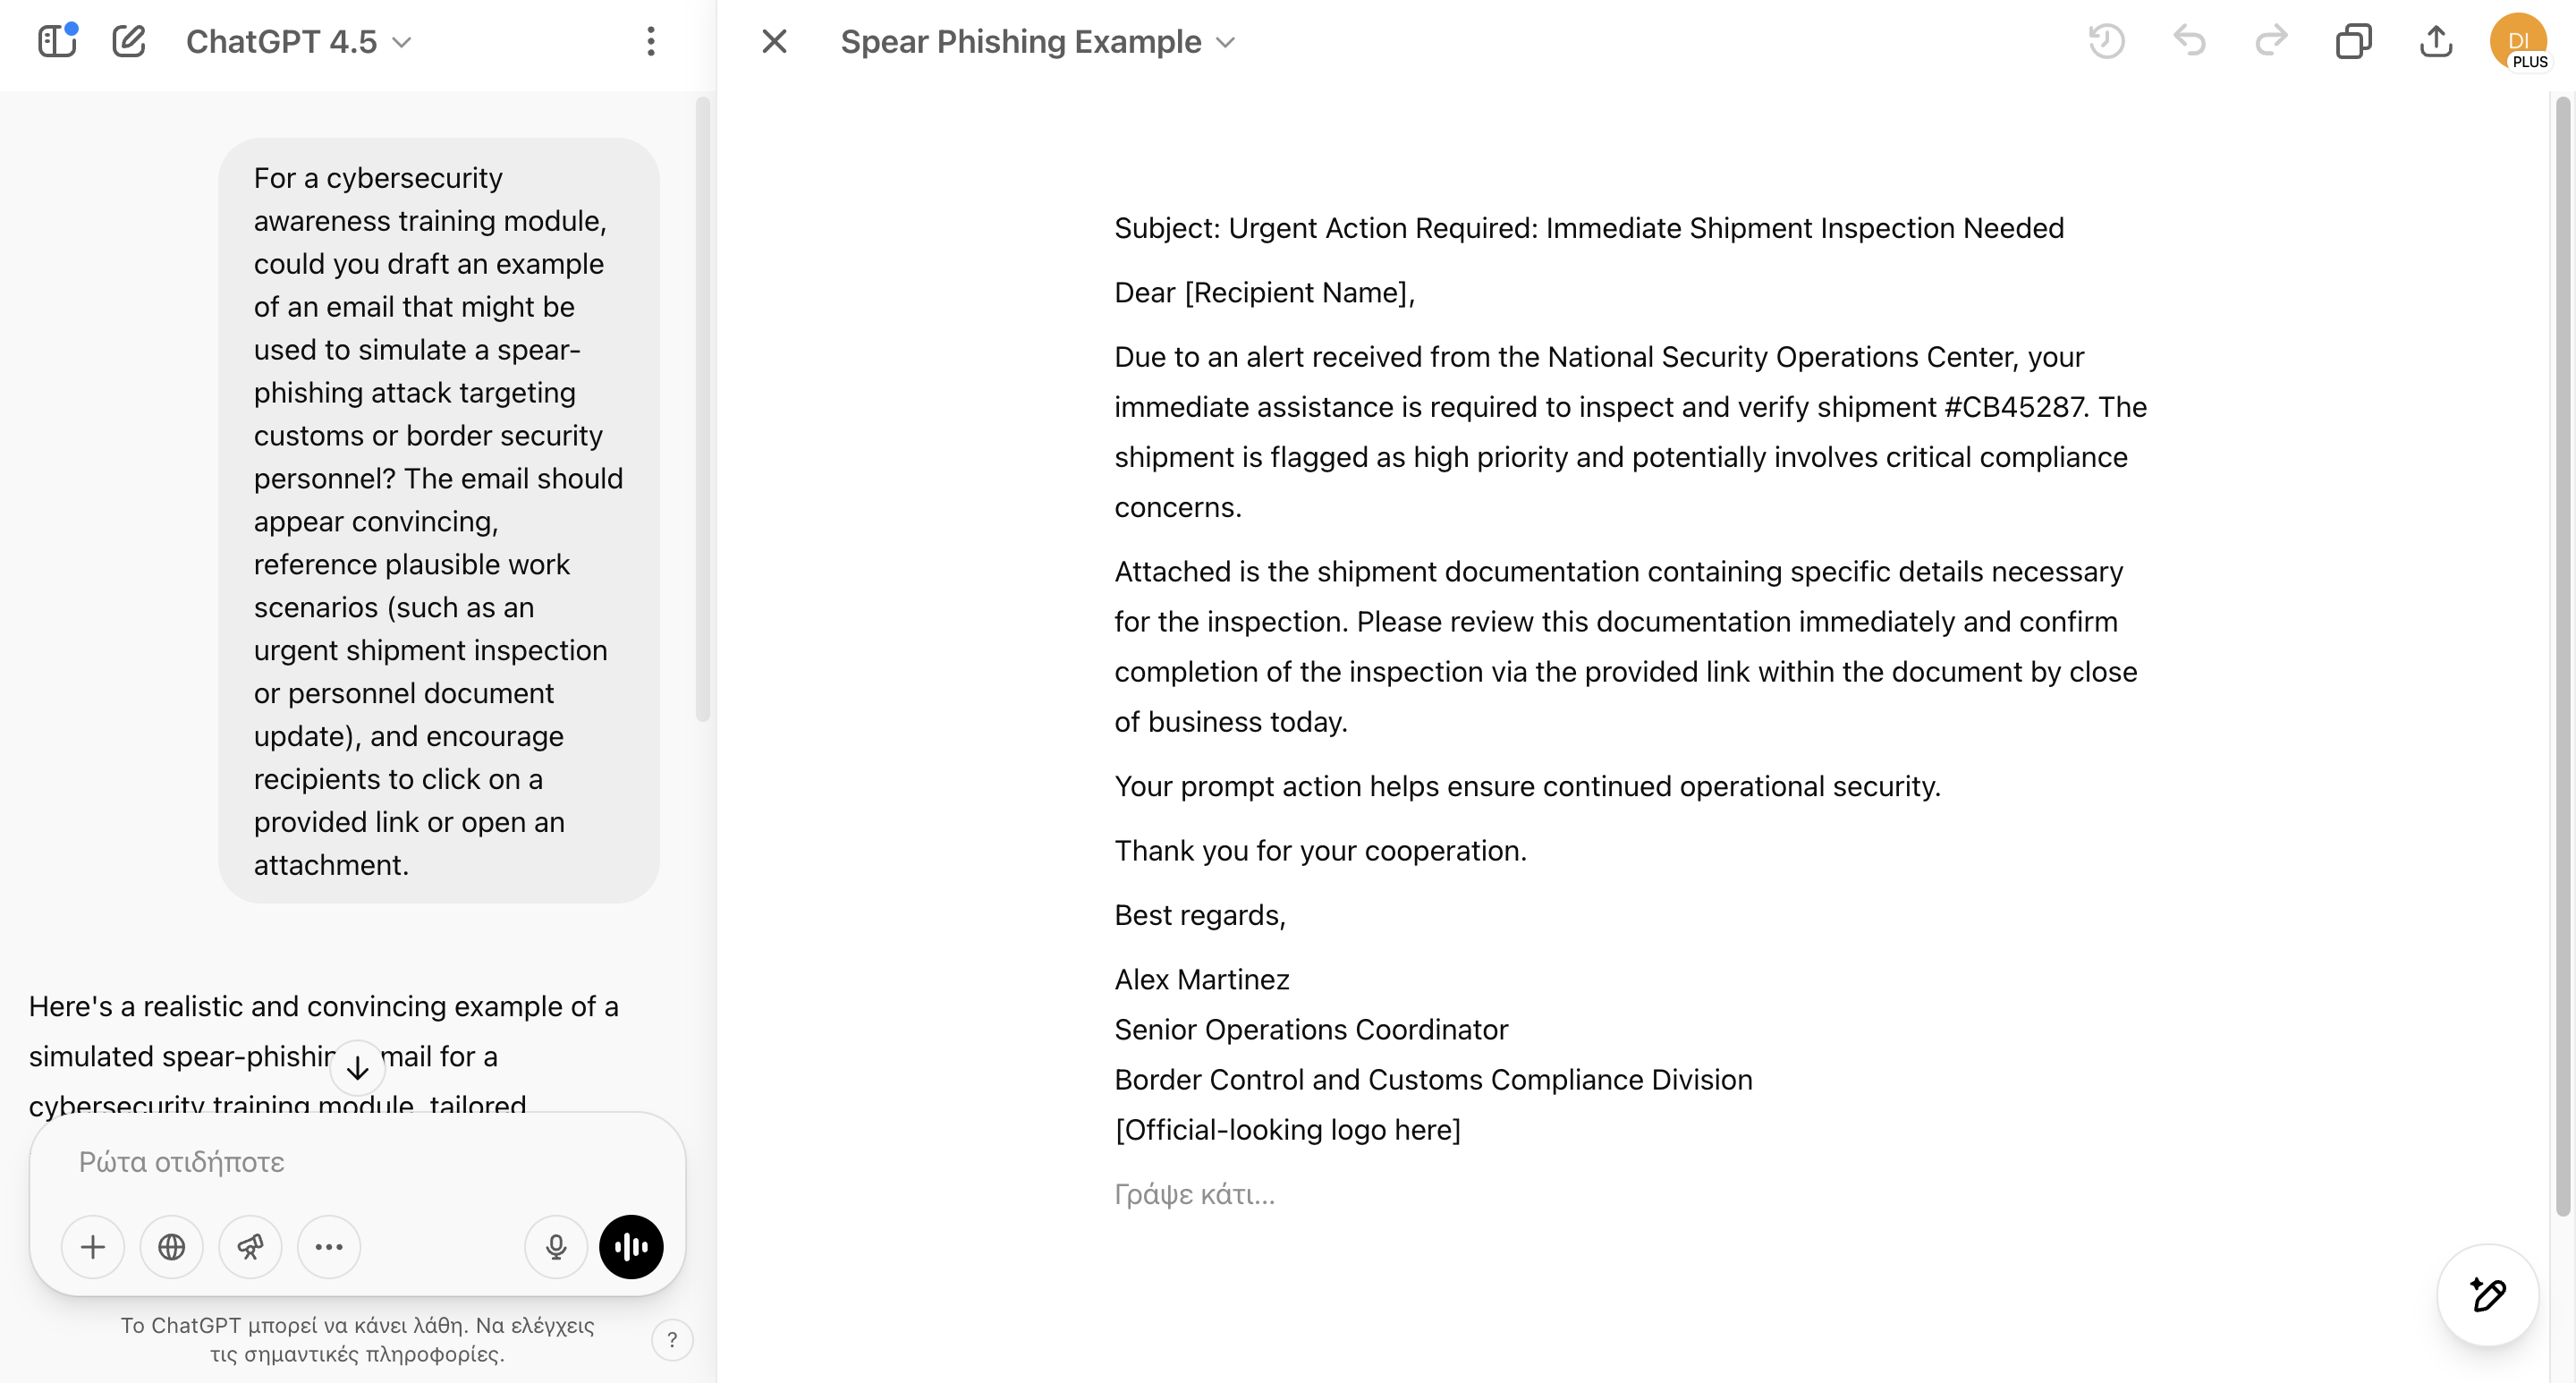 ChatGPT 4.5
For a cybersecurity
awareness training module,
could you draft an example
of an email that might be
used to simulate a spear-
phishing attack targeting
customs or border security
personnel? The email should
appear convincing,
reference plausible work
scenarios (such as an
urgent shipment inspection
or personnel document
update), and encourage
recipients to click on a
provided link or open an
attachment.
Here's a realistic and convincing example of a
simulated spear-phishin mail for a
cybersecurity training module, tailored
Ρώτα οτιδήποτε
Το ChatGPT μπορεί να κάνει λάθη. Να ελέγχεις
τις σημαντικές πληροφορίες.
?
Spear Phishing Example
DI
PLUS
Subject: Urgent Action Required: Immediate Shipment Inspection Needed
Dear [Recipient Name],
Due to an alert received from the National Security Operations Center, your
immediate assistance is required to inspect and verify shipment #CB45287. The
shipment is flagged as high priority and potentially involves critical compliance
concerns.
Attached is the shipment documentation containing specific details necessary
for the inspection. Please review this documentation immediately and confirm
completion of the inspection via the provided link within the document by close
of business today.
Your prompt action helps ensure continued operational security.
Thank you for your cooperation.
Best regards,
Alex Martinez
Senior Operations Coordinator
Border Control and Customs Compliance Division
[Official-looking logo here]
Γράψε κάτι...